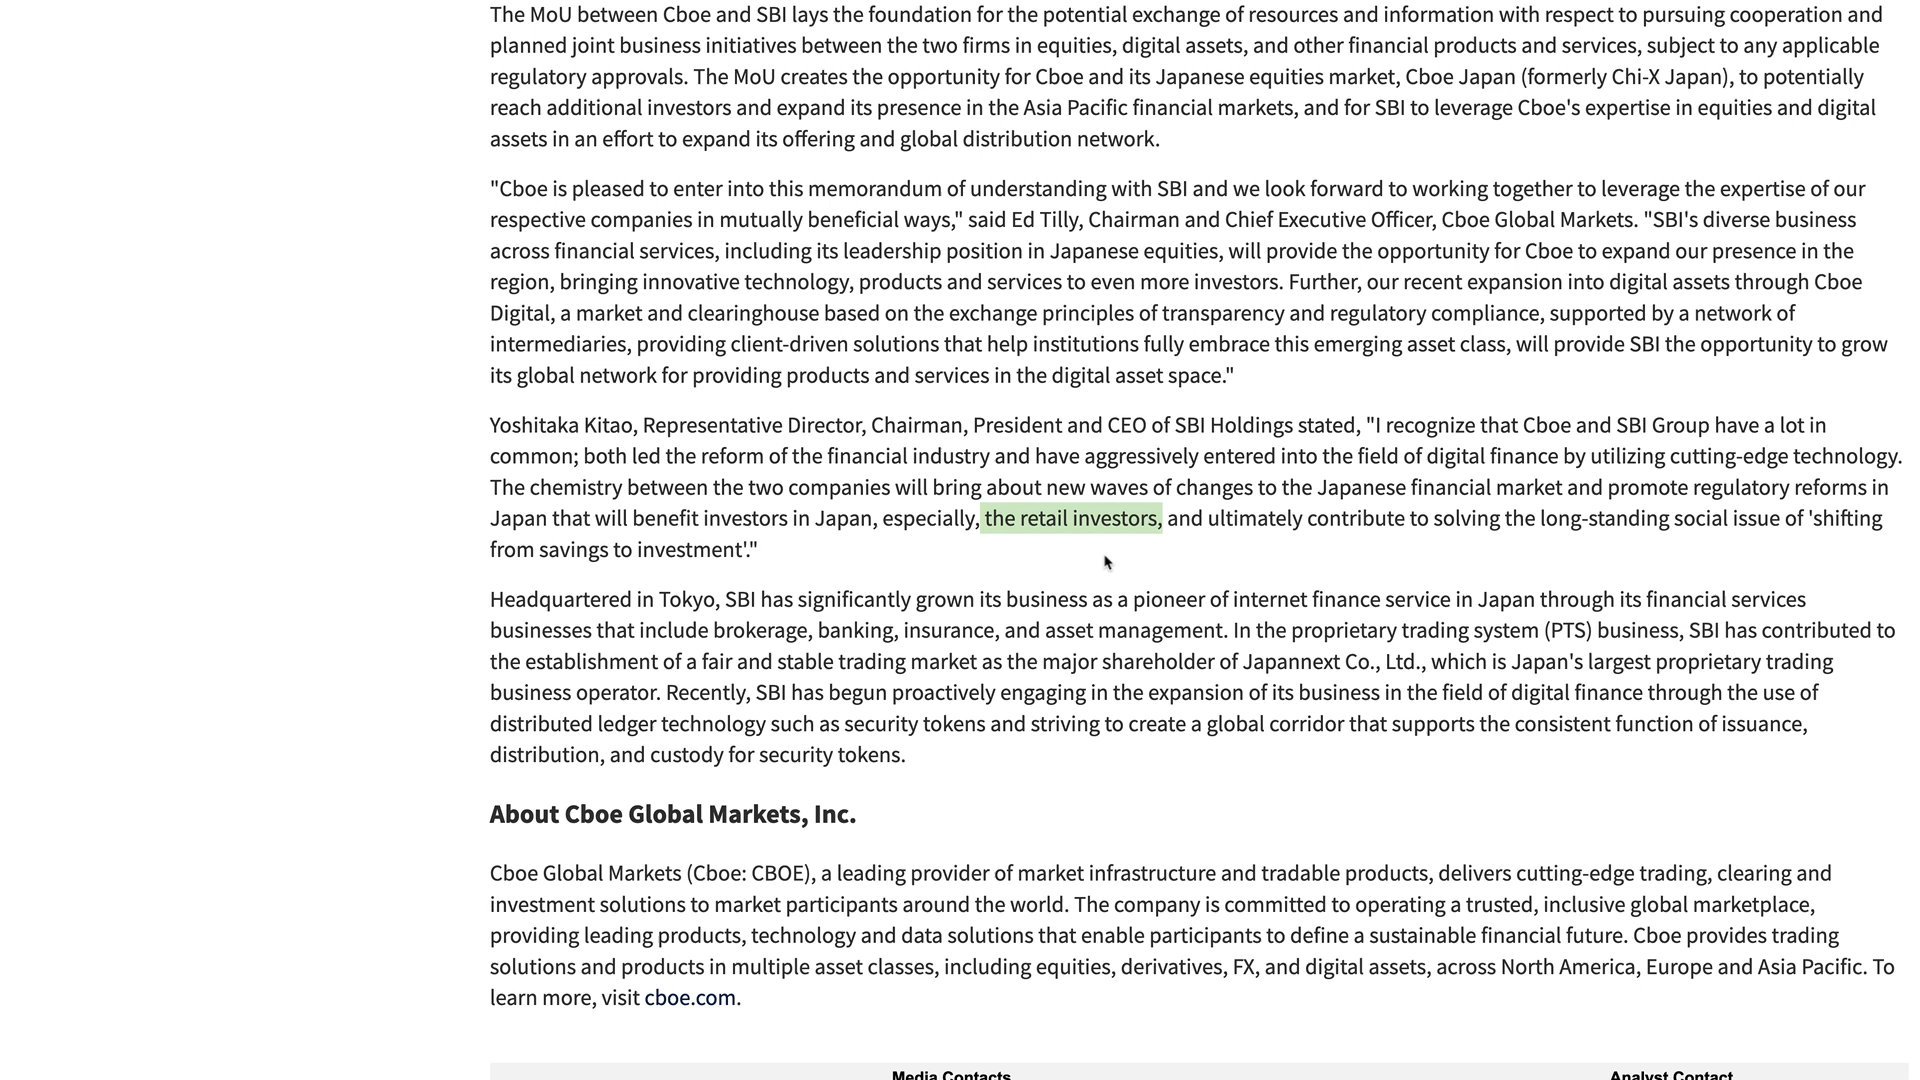 The MoU between Cboe and SBI lays the foundation for the potential exchange of resources and information with respect to pursuing cooperation and
planned joint business initiatives between the two firms in equities, digital assets, and other financial products and services, subject to any applicable
regulatory approvals. The MoU creates the opportunity for Cboe and its Japanese equities market, Cboe Japan (formerly Chi-X Japan), to potentially
reach additional investors and expand its presence in the Asia Pacific financial markets, and for SBI to leverage Cboe's expertise in equities and digital
assets in an effort to expand its offering and global distribution network.
"Cboe is pleased to enter into this memorandum of understanding with SBI and we look forward to working together to leverage the expertise of our
respective companies in mutually beneficial ways," said Ed Tilly, Chairman and Chief Executive Officer, Cboe Global Markets. "SBI's diverse business
across financial services, including its leadership position in Japanese equities, will provide the opportunity for Cboe to expand our presence in the
region, bringing innovative technology, products and services to even more investors. Further, our recent expansion into digital assets through Cboe
Digital, a market and clearinghouse based on the exchange principles of transparency and regulatory compliance, supported by a network of
intermediaries, providing client-driven solutions that help institutions fully embrace this emerging asset class, will provide SBI the opportunity to grow
its global network for providing products and services in the digital asset space."
Yoshitaka Kitao, Representative Director, Chairman, President and CEO of SBI Holdings stated, "I recognize that Cboe and SBI Group have a lot in
common; both led the reform of the financial industry and have aggressively entered into the field of digital finance by utilizing cutting-edge technology.
The chemistry between the two companies will bring about new waves of changes to the Japanese financial market and promote regulatory reforms in
Japan that will benefit investors in Japan, especially, the retail investors, and ultimately contribute to solving the long-standing social issue of 'shifting
from savings to investment'."
Headquartered in Tokyo, SBI has significantly grown its business as a pioneer of internet finance service in Japan through its financial services
businesses that include brokerage, banking, insurance, and asset management. In the proprietary trading system (PTS) business, SBI has contributed to
the establishment of a fair and stable trading market as the major shareholder of Japannext Co., Ltd., which is Japan's largest proprietary trading
business operator. Recently, SBI has begun proactively engaging in the expansion of its business in the field of digital finance through the use of
distributed ledger technology such as security tokens and striving to create a global corridor that supports the consistent function of issuance,
distribution, and custody for security tokens.
About Cboe Global Markets, Inc.
Cboe Global Markets (Cboe: CBOE), a leading provider of market infrastructure and tradable products, delivers cutting-edge trading, clearing and
investment solutions to market participants around the world. The company is committed to operating a trusted, inclusive global marketplace,
providing leading products, technology and data solutions that enable participants to define a sustainable financial future. Cboe provides trading
solutions and products in multiple asset classes, including equities, derivatives, FX, and digital assets, across North America, Europe and Asia Pacific. To
learn more, visit cboe.com.
Media Contacts
Analyst Contact